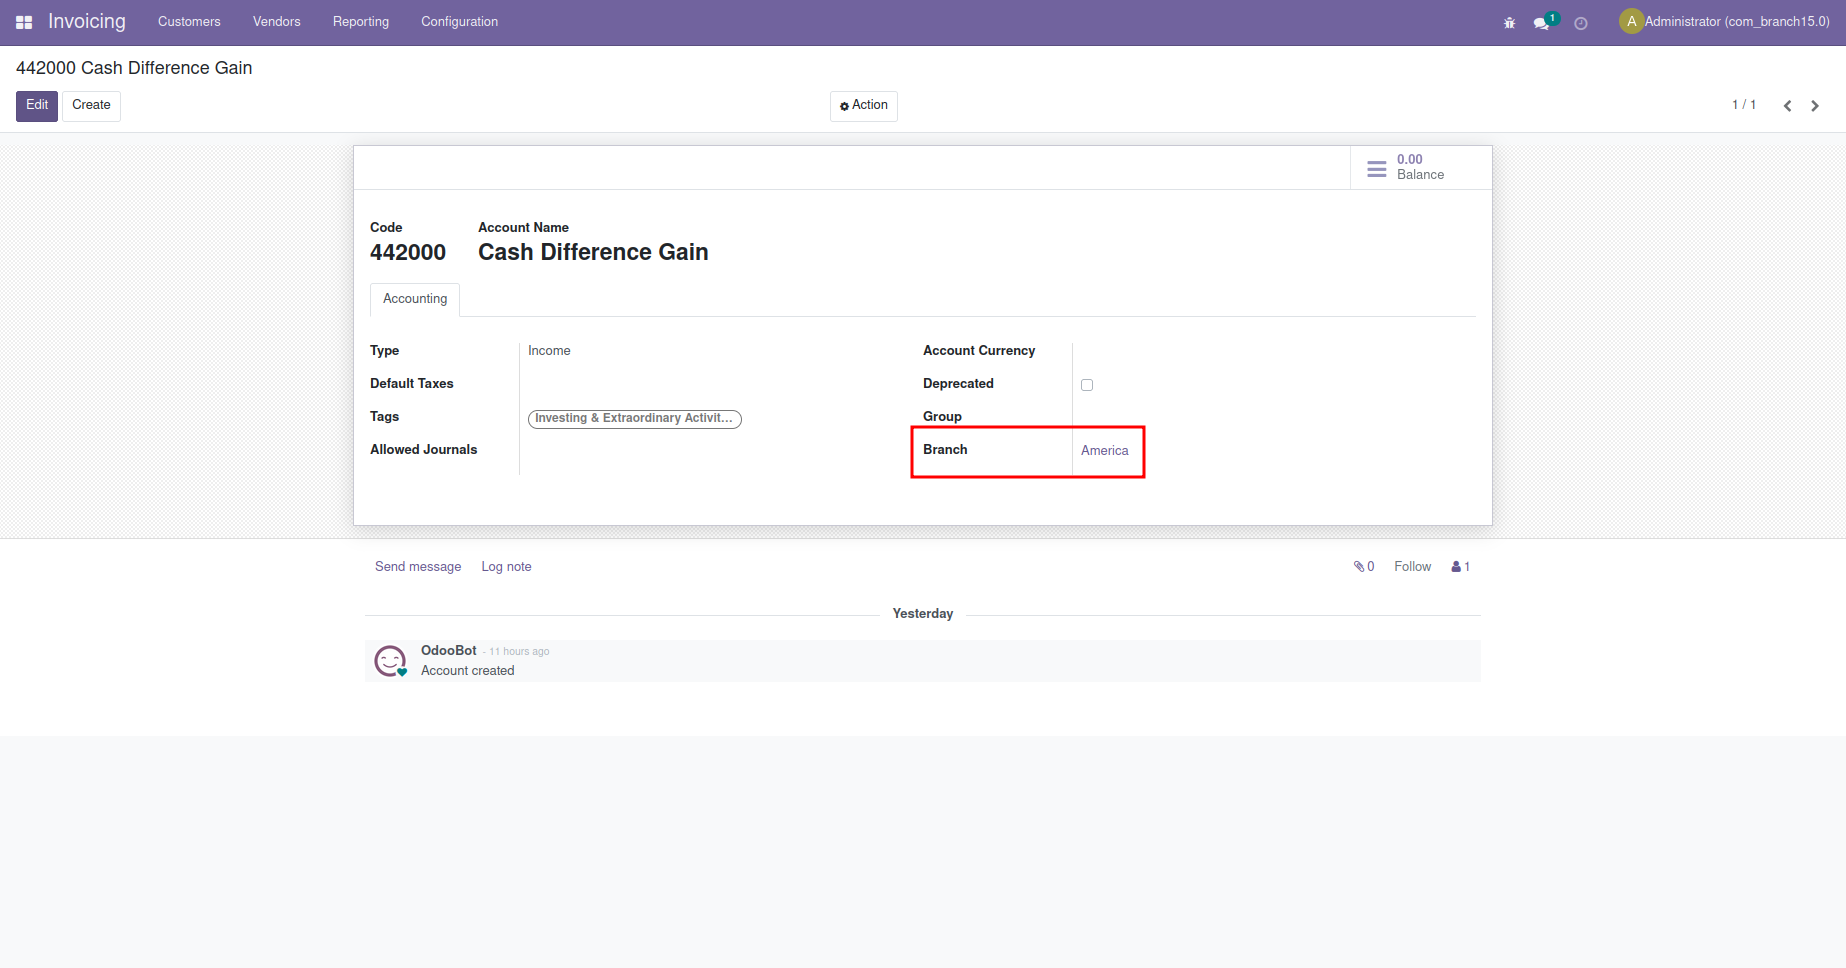 Invoicing Customers Vendors Reporting Configuration 1 A Administrator (com_branch15.0)
442000 Cash Difference Gain
Edit Create Action 1 / 1
0.00
Balance
Code Account Name
442000 Cash Difference Gain
Accounting
Type Income Account Currency
Default Taxes Deprecated
Tags Investing & Extraordinary Activit... Group
Allowed Journals Branch America
Send message Log note 0 Follow 1
Yesterday
OdooBot - 11 hours ago
Account created